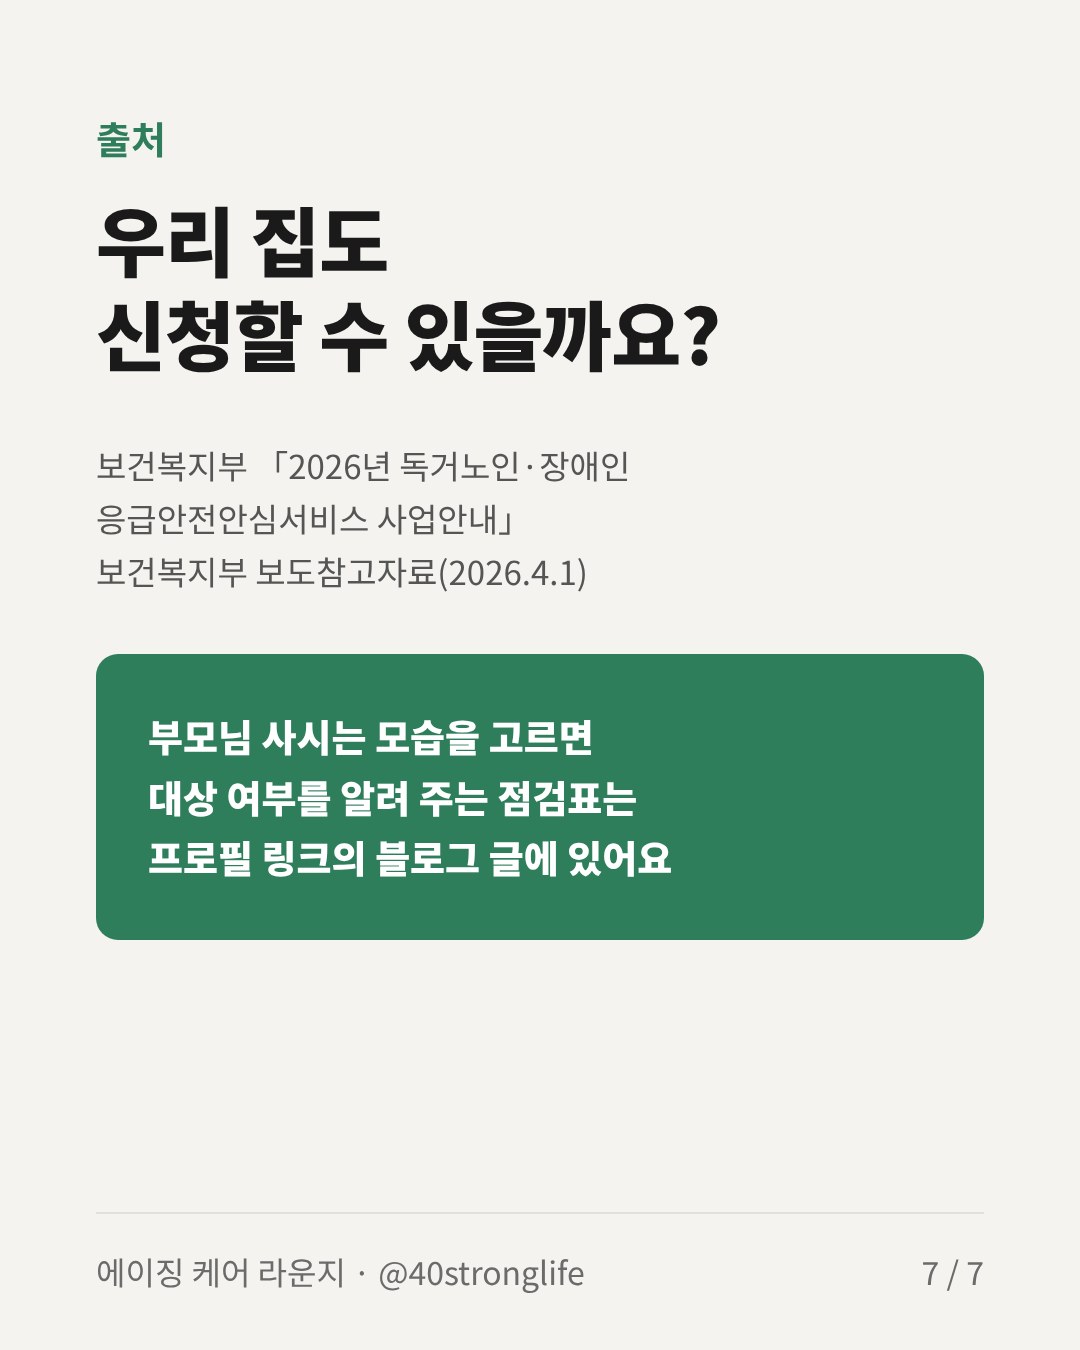 출처
우리 집도
신청할 수 있을까요?
보건복지부 「2026년 독거노인·장애인
응급안전안심서비스 사업안내」
보건복지부 보도참고자료(2026.4.1)
부모님 사시는 모습을 고르면
대상 여부를 알려 주는 점검표는
프로필 링크의 블로그 글에 있어요
에이징 케어 라운지 · @40stronglife
7 / 7